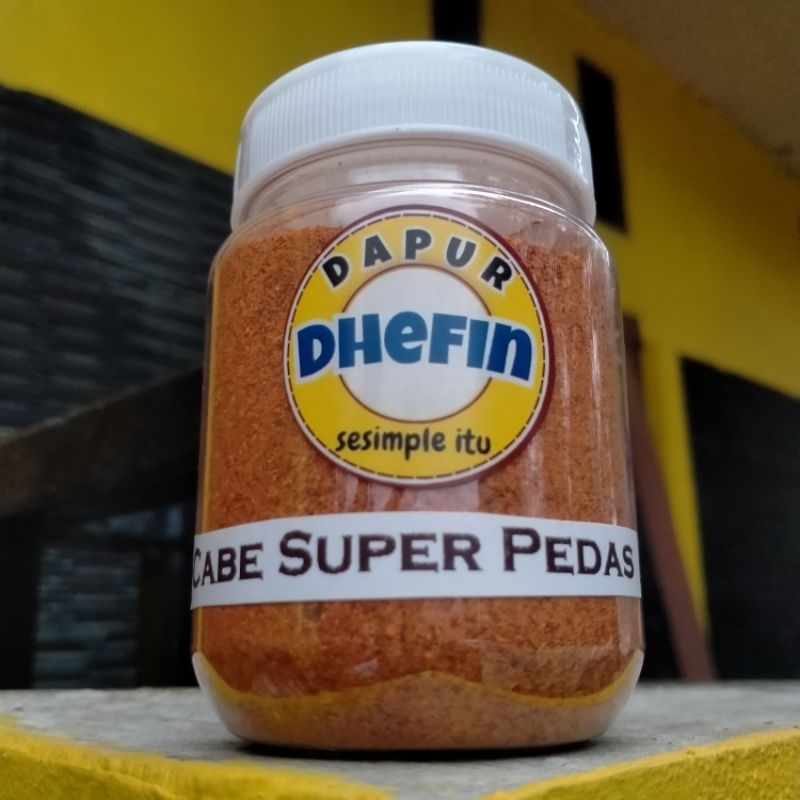 DAPUR
DHeFIn
sesimple itu
CABE SUPER PEDAS